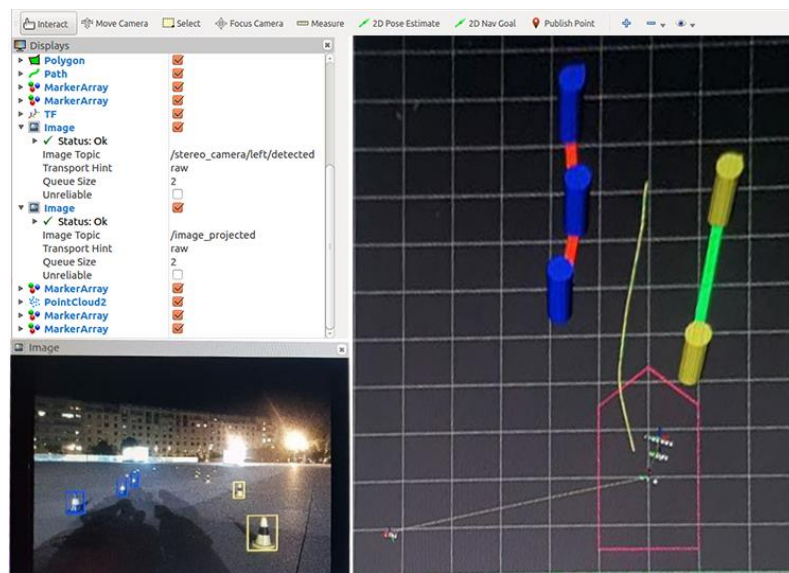 Interact Move Camera Select Focus Camera Measure 2D Pose Estimate 2D Nav Goal Publish Point
Displays
Polygon
Path
MarkerArray
MarkerArray
TF
Image
Status: Ok
Image Topic /stereo_camera/left/detected
Transport Hint raw
Queue Size 2
Unreliable
Image
Status: Ok
Image Topic /image_projected
Transport Hint raw
Queue Size 2
Unreliable
MarkerArray
PointCloud2
MarkerArray
MarkerArray
Image